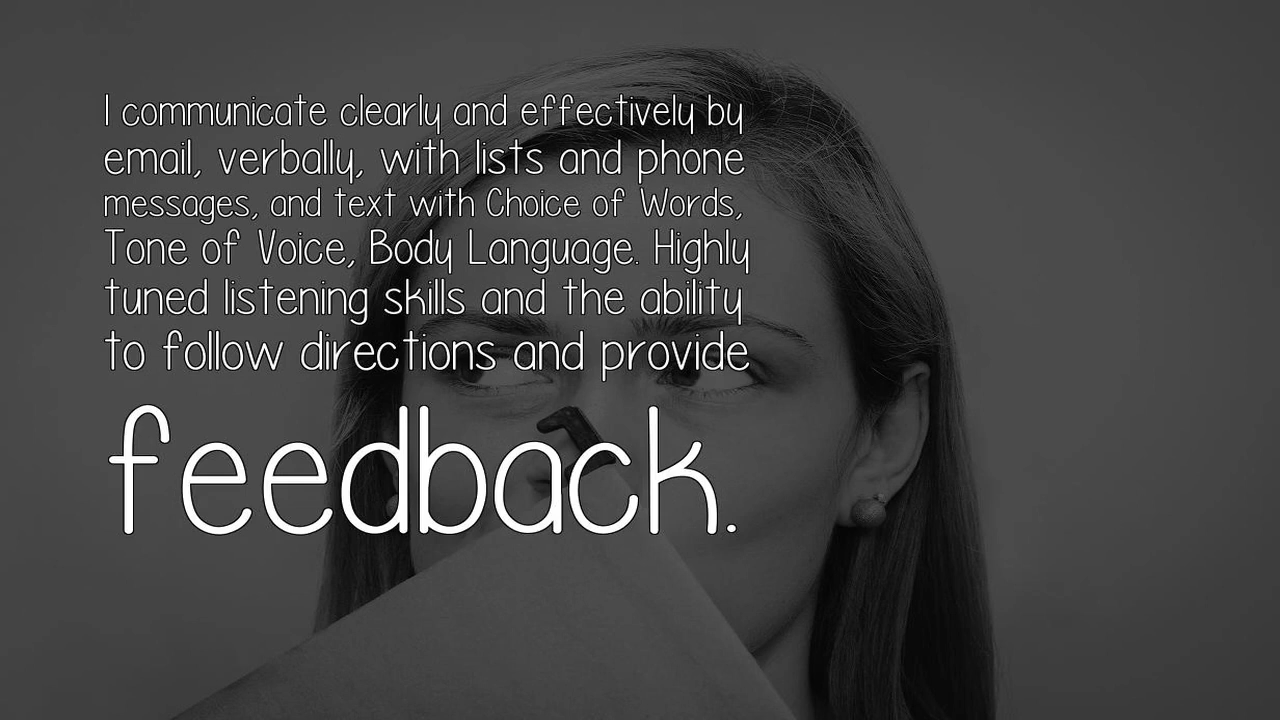 I communicate clearly and effectively by
email, verbally, with lists and phone
messages, and text with Choice of Words,
Tone of Voice, Body Language. Highly
tuned listening skills and the ability
to follow directions and provide
feedback.